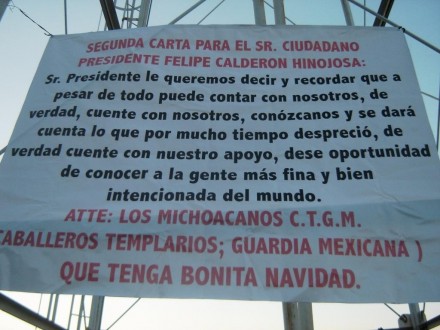 SEGUNDA CARTA PARA EL SR. CIUDADANO
PRESIDENTE FELIPE CALDERON HINOJOSA:
Sr. Presidente le queremos decir y recordar que a
pesar de todo puede contar con nosotros, de
verdad, cuente con nosotros, conózcanos y se dará
cuenta lo que por mucho tiempo despreció, de
verdad cuente con nuestro apoyo, dese oportunidad
de conocer a la gente más fina y bien
intencionada del mundo.
ATTE: LOS MICHOACANOS C.T.G.M.
CABALLEROS TEMPLARIOS; GUARDIA MEXICANA )
QUE TENGA BONITA NAVIDAD.